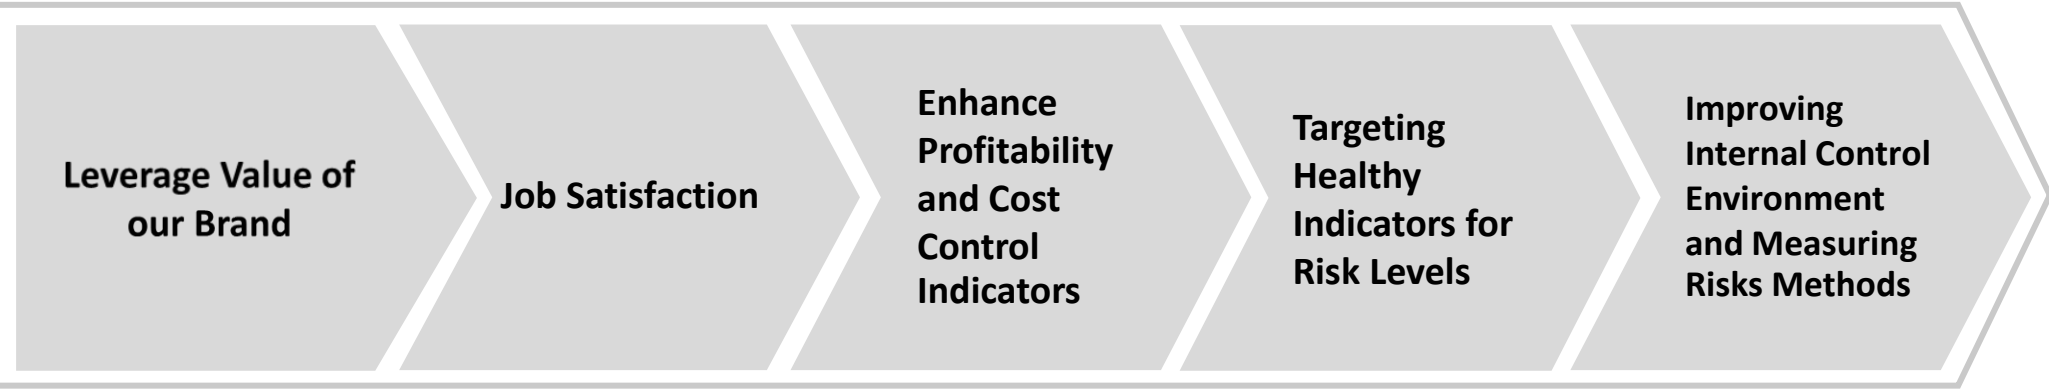 Leverage Value of
our Brand
Job Satisfaction
Enhance
Profitability
and Cost
Control
Indicators
Targeting
Healthy
Indicators for
Risk Levels
Improving
Internal Control
Environment
and Measuring
Risks Methods